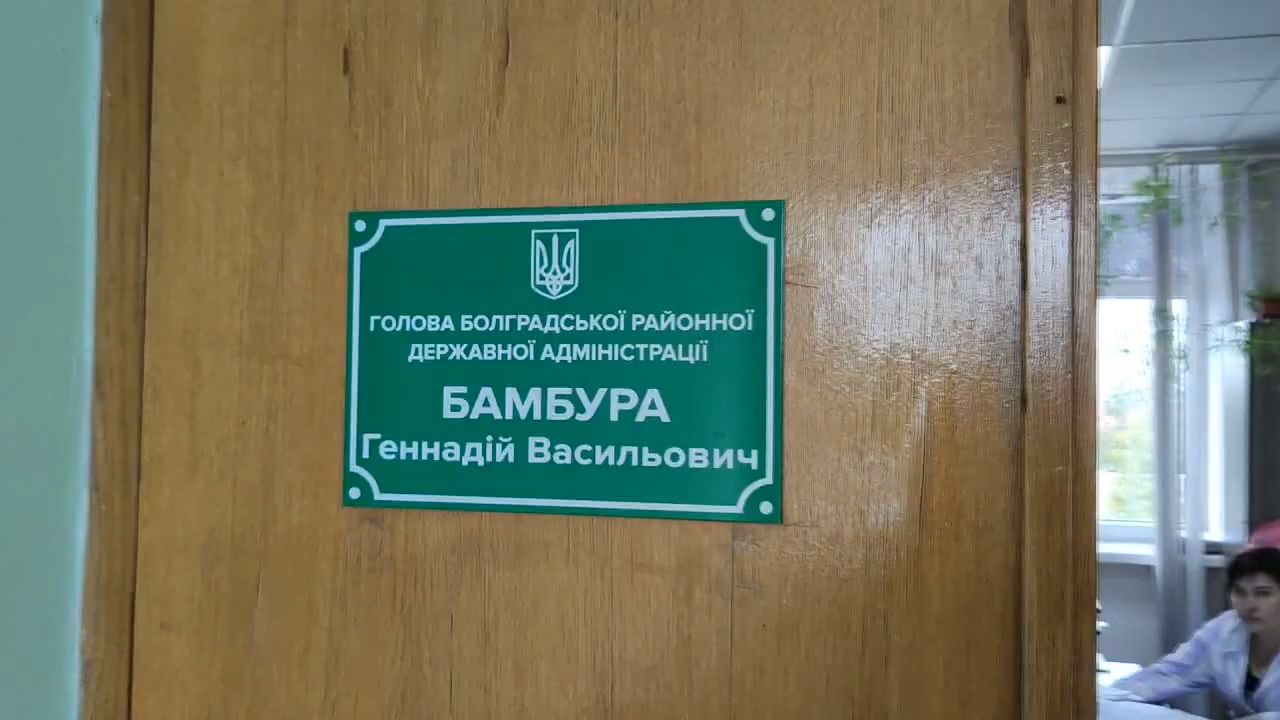 ГОЛОВА БОЛГРАДСЬКОЇ РАЙОННОЇ
ДЕРЖАВНОЇ АДМІНІСТРАЦІЇ
БАМБУРА
Геннадій Васильович